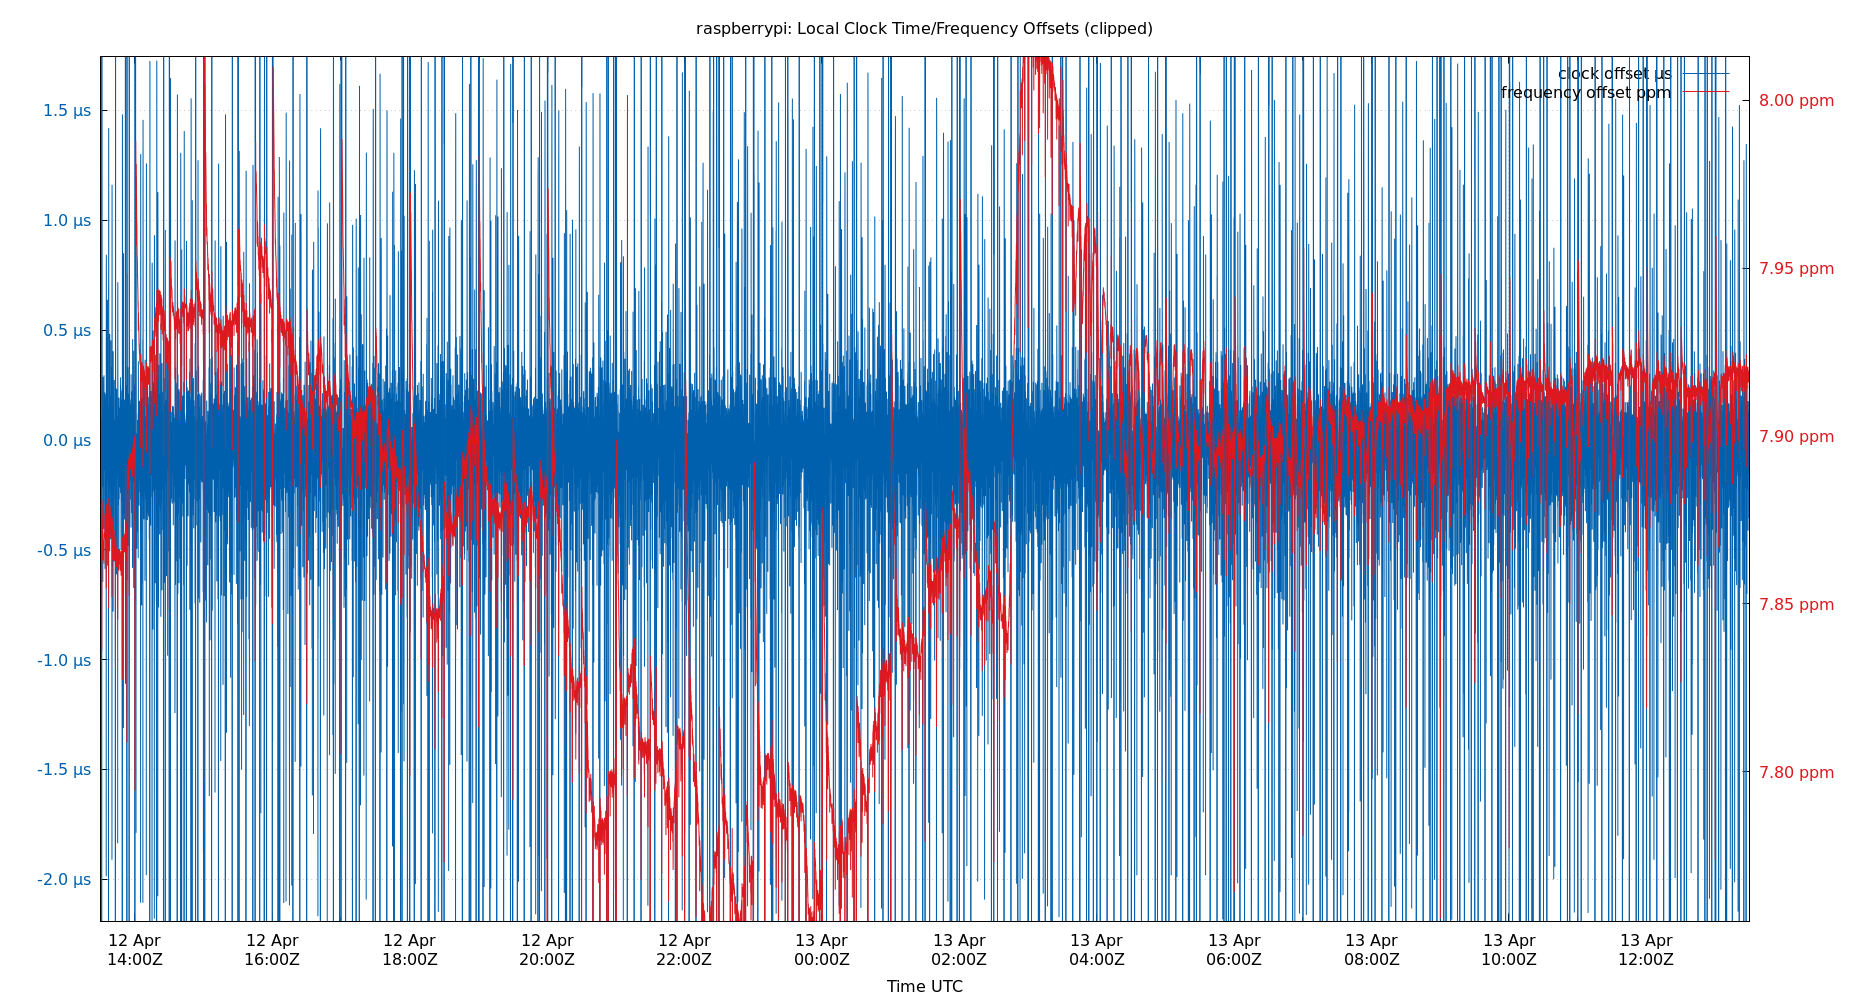 raspberrypi: Local Clock Time/Frequency Offsets (clipped)
clock offset µs
frequency offset ppm
1.5 µs
1.0 µs
0.5 µs
0.0 µs
-0.5 µs
-1.0 µs
-1.5 µs
-2.0 µs
8.00 ppm
7.95 ppm
7.90 ppm
7.85 ppm
7.80 ppm
12 Apr 12 Apr 12 Apr 12 Apr 12 Apr 13 Apr 13 Apr 13 Apr 13 Apr 13 Apr 13 Apr 13 Apr
14:00Z 16:00Z 18:00Z 20:00Z 22:00Z 00:00Z 02:00Z 04:00Z 06:00Z 08:00Z 10:00Z 12:00Z
Time UTC